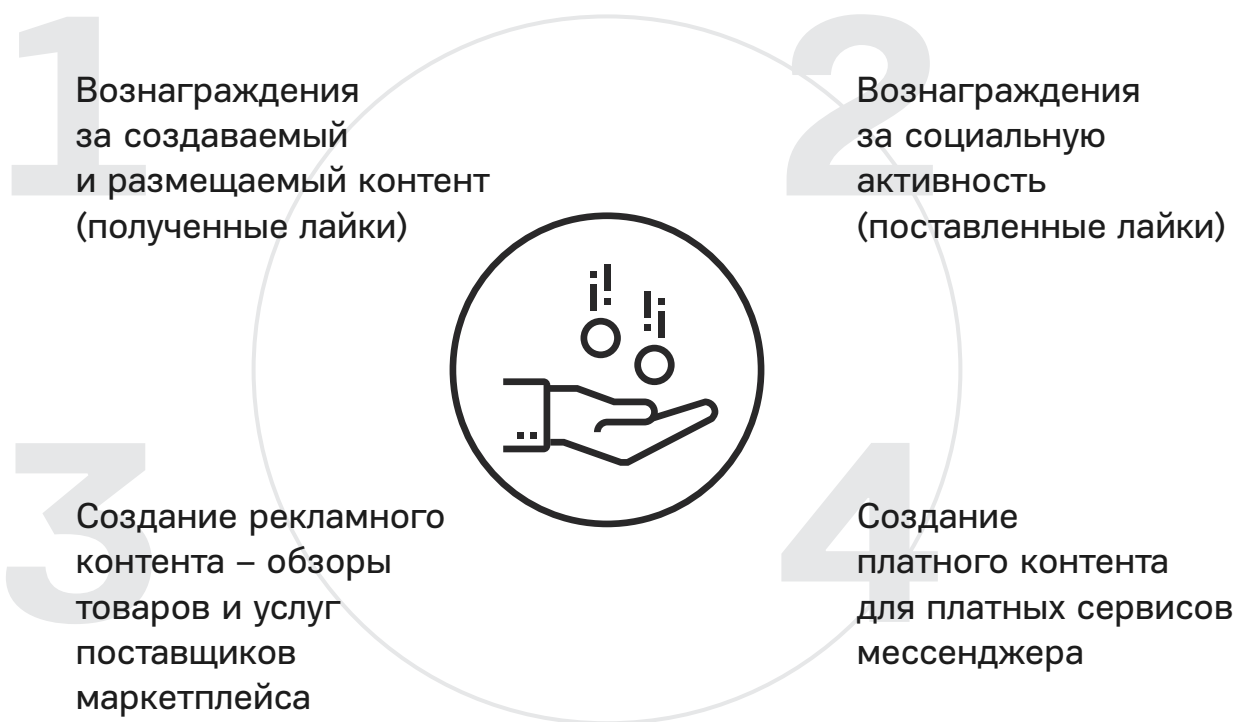 1
Вознаграждения
за создаваемый
и размещаемый контент
(полученные лайки)
2
Вознаграждения
за социальную
активность
(поставленные лайки)
3
Создание рекламного
контента – обзоры
товаров и услуг
поставщиков
маркетплейса
4
Создание
платного контента
для платных сервисов
мессенджера